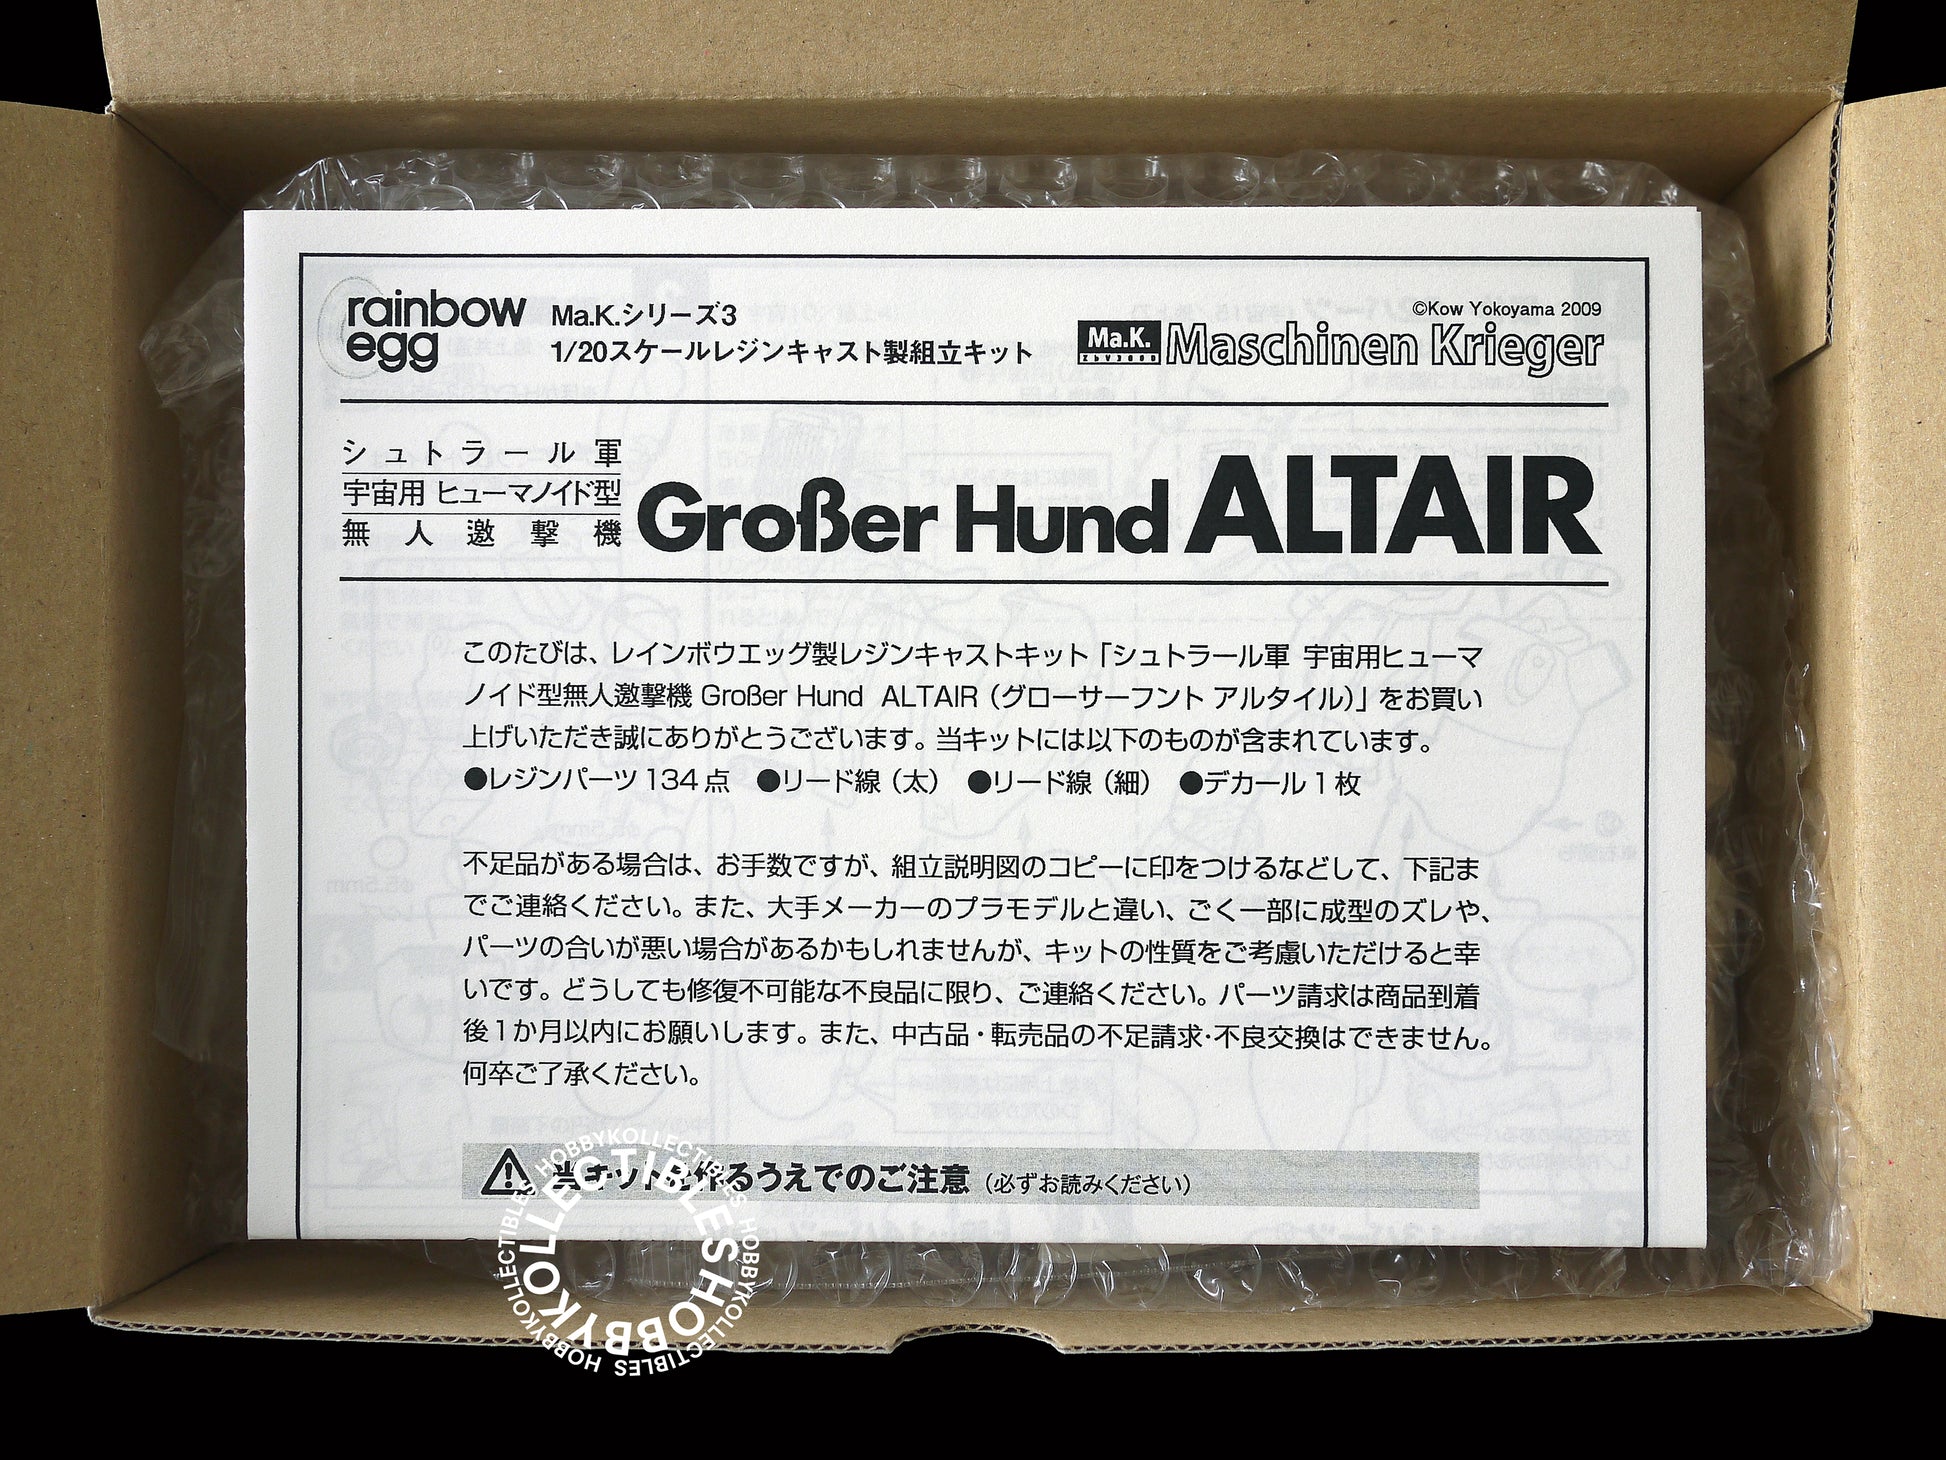 rainbow
egg
Ma.K.シリーズ3
1/20スケールレジンキャスト製組立キット
©Kow Yokoyama 2009
Ma.K.
ZbV3000
Maschinen Krieger
シュトラール軍
宇宙用 ヒューマノイド型
無人邀撃機
Großer Hund ALTAIR
このたびは、レインボウエッグ製レジンキャストキット「シュトラール軍 宇宙用ヒューマ
ノイド型無人邀撃機 Großer Hund ALTAIR（グローサーフント アルタイル）」をお買い
上げいただき誠にありがとうございます。当キットには以下のものが含まれています。
●レジンパーツ134点 ●リード線（太） ●リード線（細） ●デカール1枚
不足品がある場合は、お手数ですが、組立説明図のコピーに印をつけるなどして、下記ま
でご連絡ください。また、大手メーカーのプラモデルと違い、ごく一部に成型のズレや、
パーツの合いが悪い場合があるかもしれませんが、キットの性質をご考慮いただけると幸
いです。どうしても修復不可能な不良品に限り、ご連絡ください。パーツ請求は商品到着
後1か月以内にお願いします。また、中古品・転売品の不足請求・不良交換はできません。
何卒ご了承ください。
当キットを作るうえでのご注意（必ずお読みください）
HOBBYKOLLECTIBLES HOBBYKOLLECTIBLES HOBBYKOLLECTIBLES
HOBBYKOLLECTIBLES